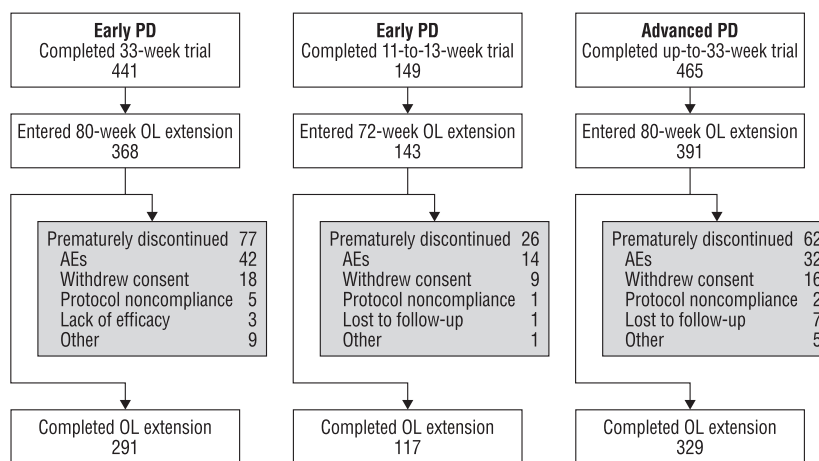 Early PD
Completed 33-week trial
441
Entered 80-week OL extension
368
Prematurely discontinued 77
AEs 42
Withdrew consent 18
Protocol noncompliance 5
Lack of efficacy 3
Other 9
Completed OL extension
291
Early PD
Completed 11-to-13-week trial
149
Entered 72-week OL extension
143
Prematurely discontinued 26
AEs 14
Withdrew consent 9
Protocol noncompliance 1
Lost to follow-up 1
Other 1
Completed OL extension
117
Advanced PD
Completed up-to-33-week trial
465
Entered 80-week OL extension
391
Prematurely discontinued 62
AEs 32
Withdrew consent 16
Protocol noncompliance 2
Lost to follow-up 7
Other 5
Completed OL extension
329